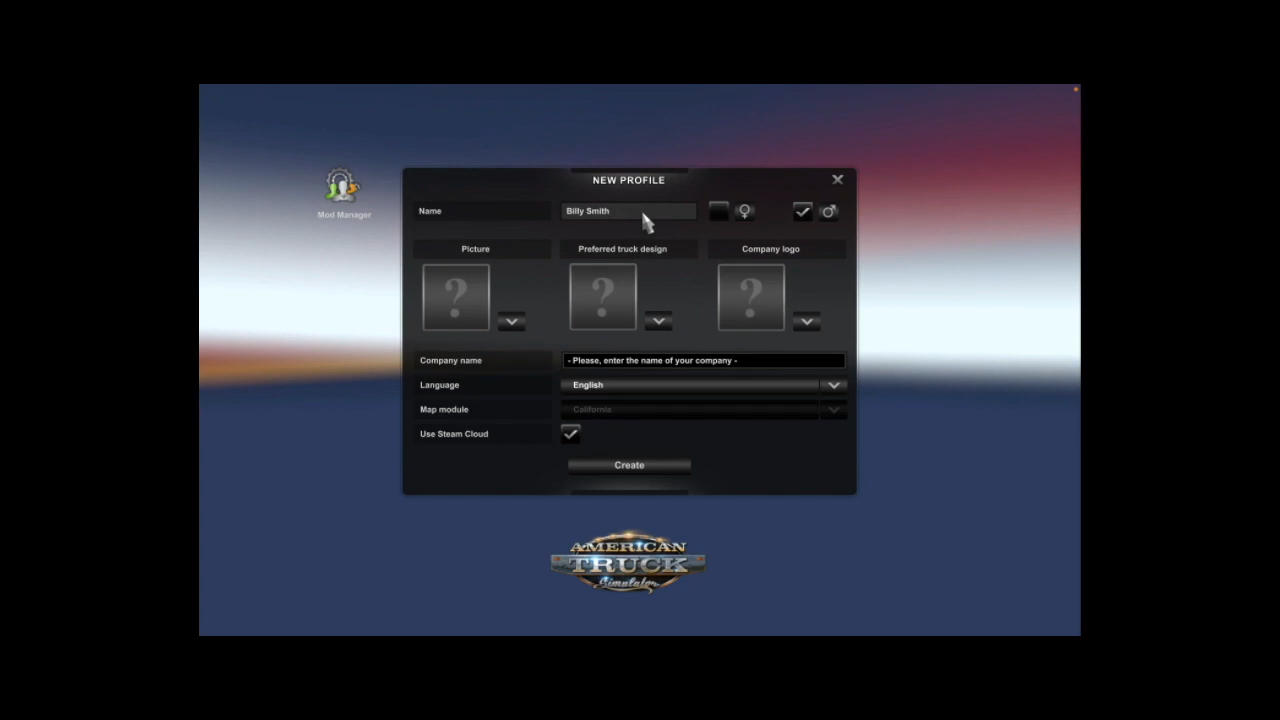 NEW PROFILE
Mod Manager
Name
Billy Smith
Picture
Preferred truck design
Company logo
?
?
?
Company name
- Please, enter the name of your company -
Language
English
Map module
California
Use Steam Cloud
Create
AMERICAN
TRUCK
Simulator